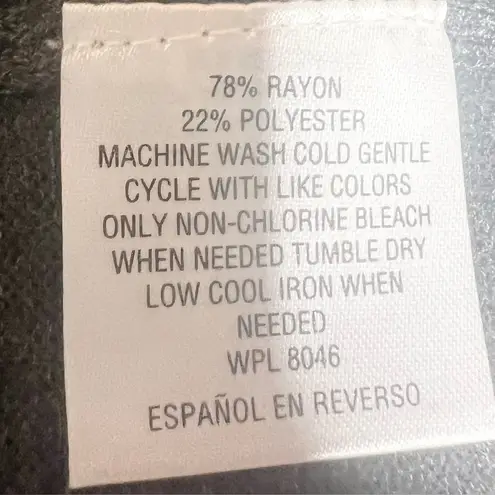 78% RAYON
22% POLYESTER
MACHINE WASH COLD GENTLE
CYCLE WITH LIKE COLORS
ONLY NON-CHLORINE BLEACH
WHEN NEEDED TUMBLE DRY
LOW COOL IRON WHEN
NEEDED
WPL 8046
ESPAÑOL EN REVERSO